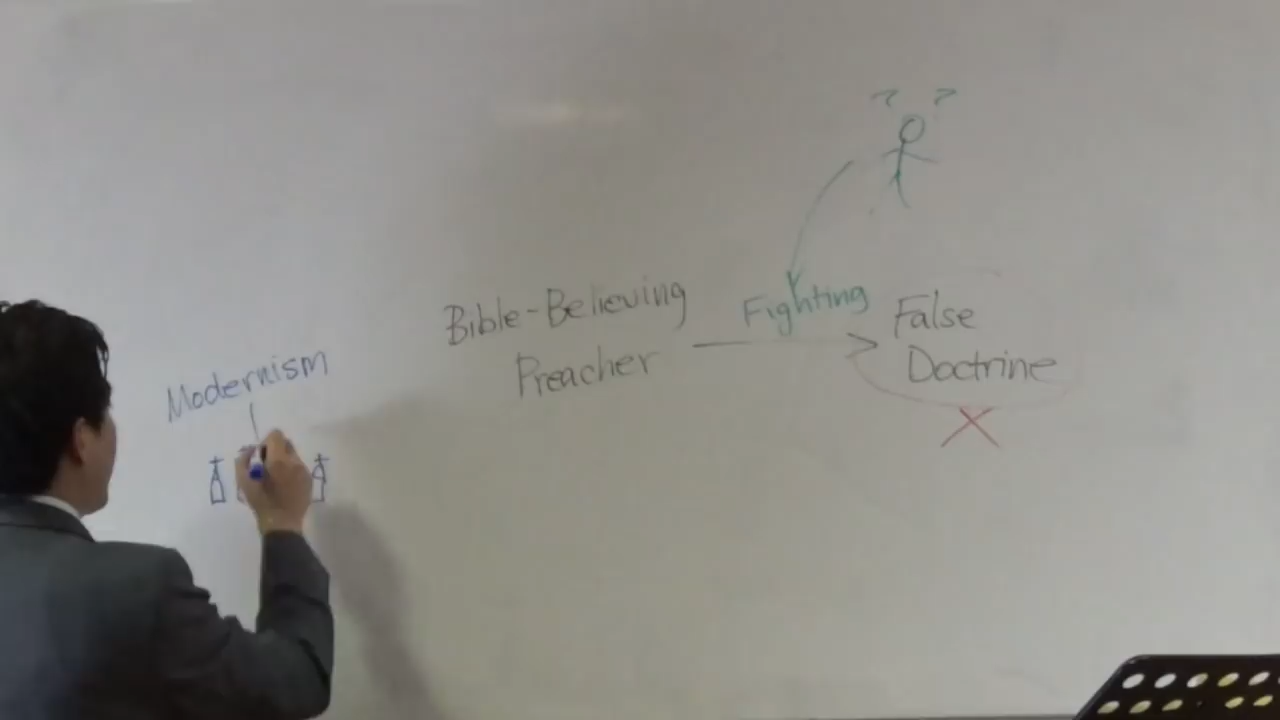 ? ?
Bible-Believing
Preacher
Fighting
False
Doctrine
Modernism